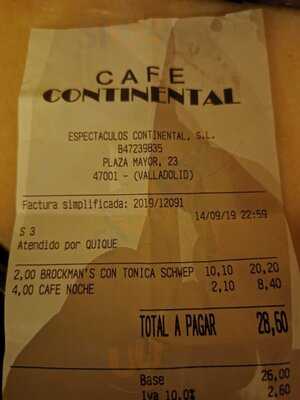 CAFE
CONTINENTAL
ESPECTACULOS CONTINENTAL, S.L.
B47239835
PLAZA MAYOR, 23
47001 - (VALLADOLID)
Factura simplificada: 2019/12091
14/09/19 22:59
S 3
Atendido por QUIQUE
2,00 BROCKMAN'S CON TONICA SCHWEP 10,10 20,20
4,00 CAFE NOCHE 2,10 8,40
TOTAL A PAGAR 28,60
Base 26,00
Iva 10.0% 2,60